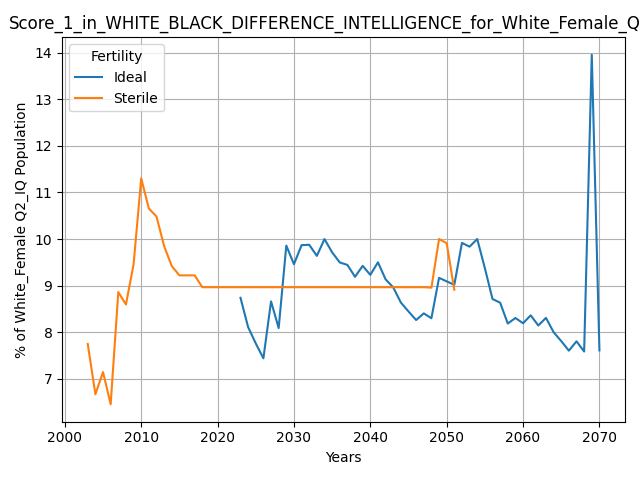 Score_1_in_WHITE_BLACK_DIFFERENCE_INTELLIGENCE_for_White_Female_Q
Fertility
Ideal
Sterile
14
13
12
11
10
9
8
7
% of White_Female Q2_IQ Population
2000 2010 2020 2030 2040 2050 2060 2070
Years